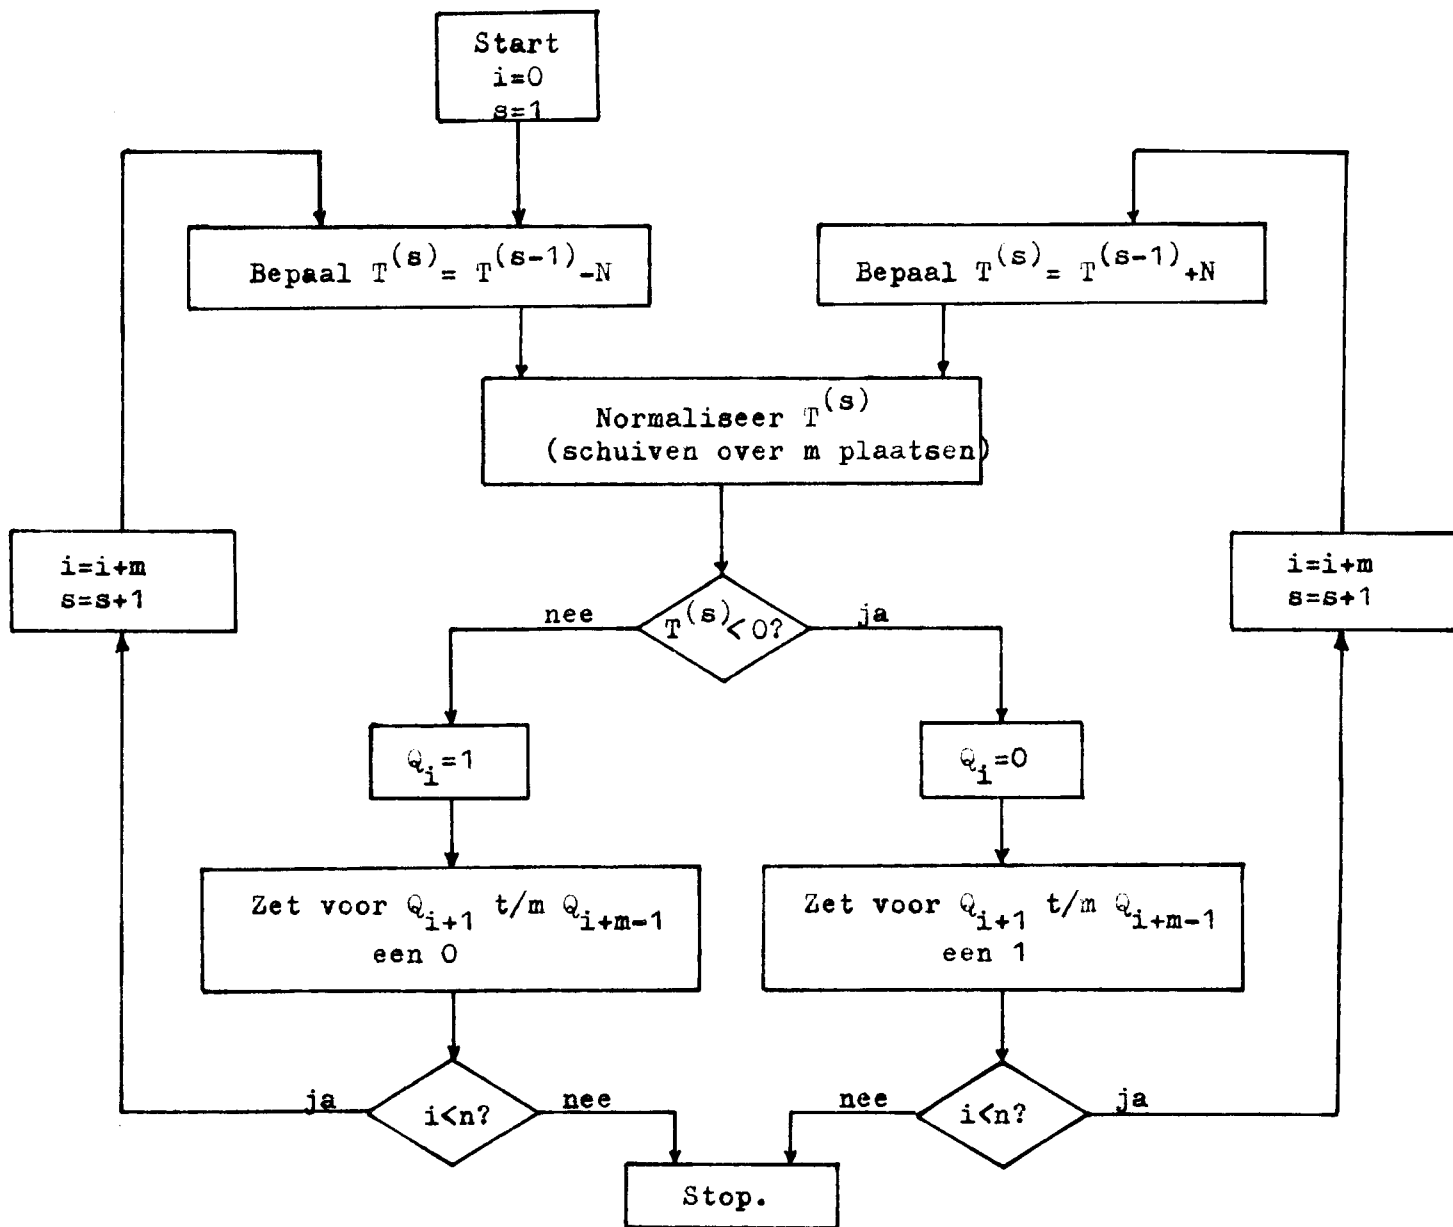 Start
i=0
s=1
Bepaal T^(s) = T^(s-1) -N
Bepaal T^(s) = T^(s-1) +N
Normaliseer T^(s)
(schuiven over m plaatsen)
i=i+m
s=s+1
i=i+m
s=s+1
nee
T^(s) < 0?
ja
Q_i=1
Q_i=0
Zet voor Q_i+1 t/m Q_i+m-1
een 0
Zet voor Q_i+1 t/m Q_i+m-1
een 1
ja
i<n?
nee
nee
i<n?
ja
Stop.